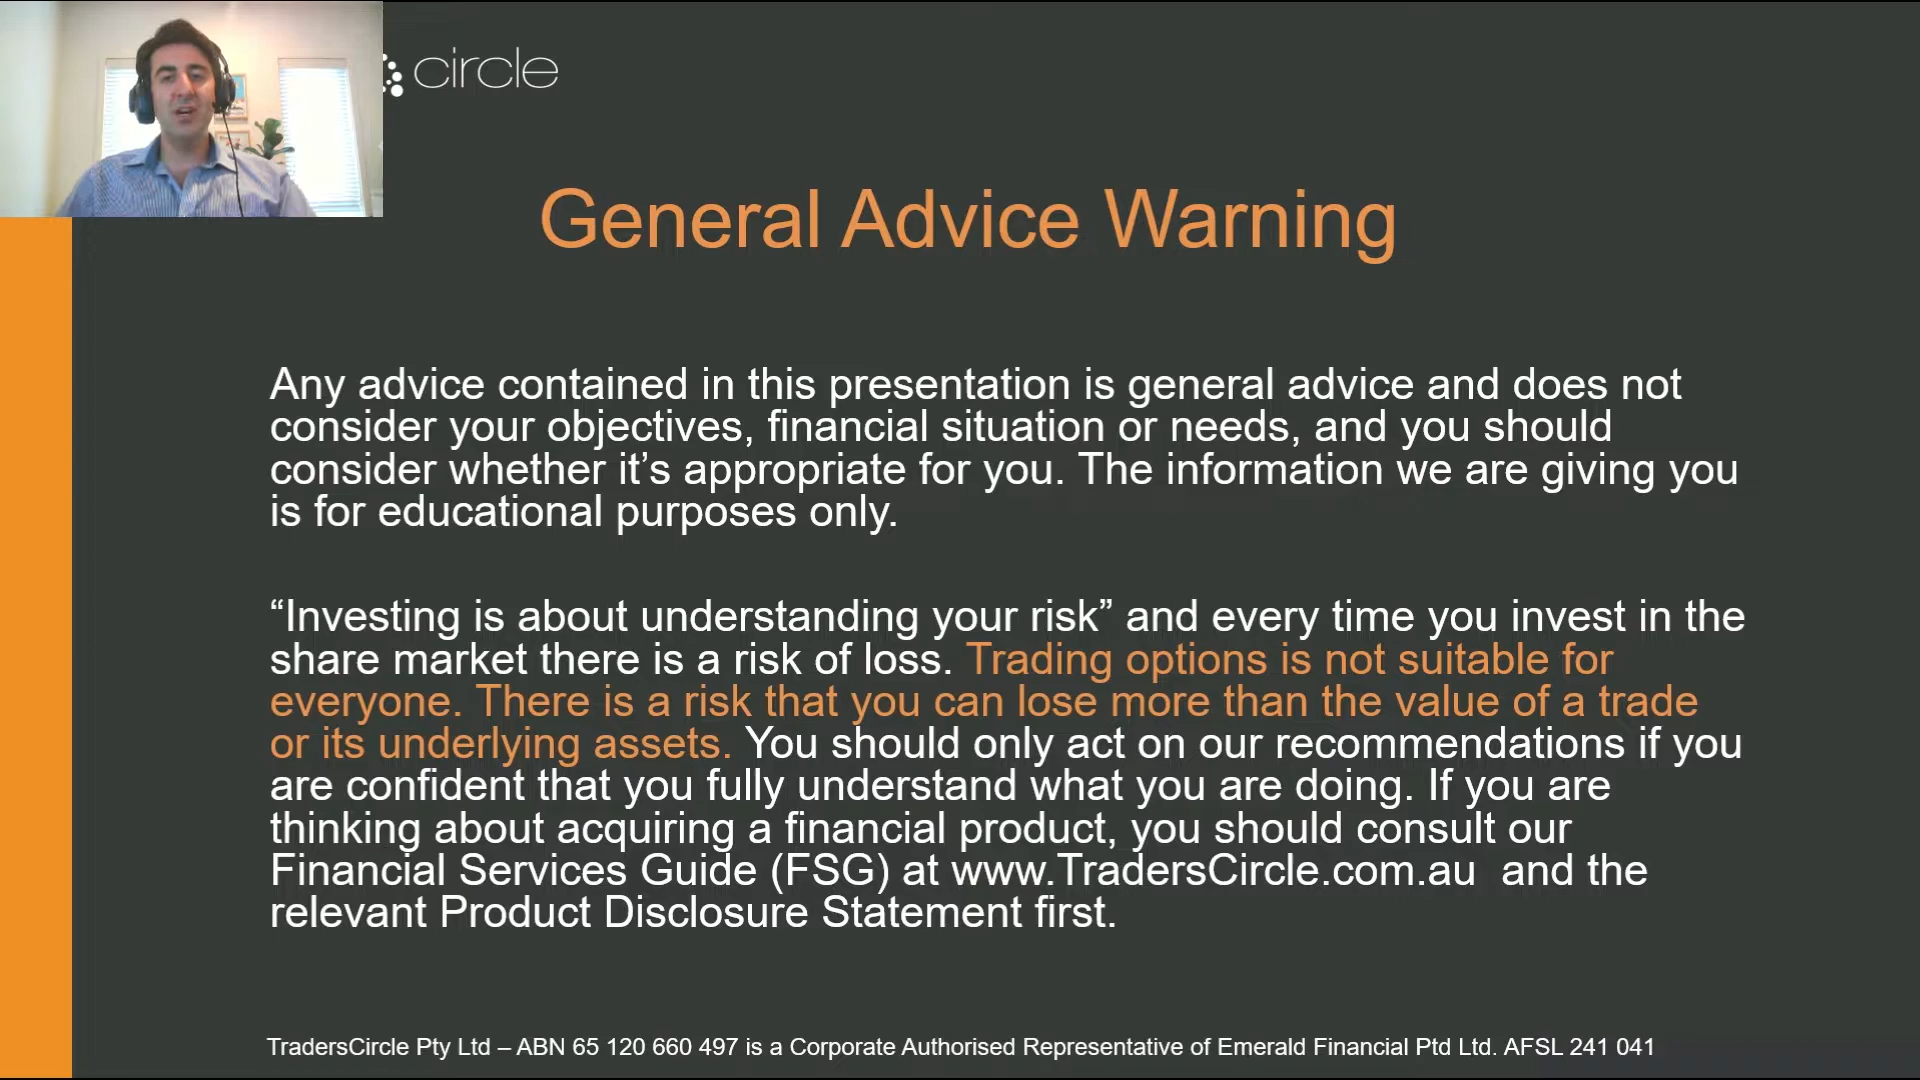 circle
General Advice Warning
Any advice contained in this presentation is general advice and does not
consider your objectives, financial situation or needs, and you should
consider whether it’s appropriate for you. The information we are giving you
is for educational purposes only.
“Investing is about understanding your risk” and every time you invest in the
share market there is a risk of loss. Trading options is not suitable for
everyone. There is a risk that you can lose more than the value of a trade
or its underlying assets. You should only act on our recommendations if you
are confident that you fully understand what you are doing. If you are
thinking about acquiring a financial product, you should consult our
Financial Services Guide (FSG) at www.TradersCircle.com.au and the
relevant Product Disclosure Statement first.
TradersCircle Pty Ltd – ABN 65 120 660 497 is a Corporate Authorised Representative of Emerald Financial Ptd Ltd. AFSL 241 041